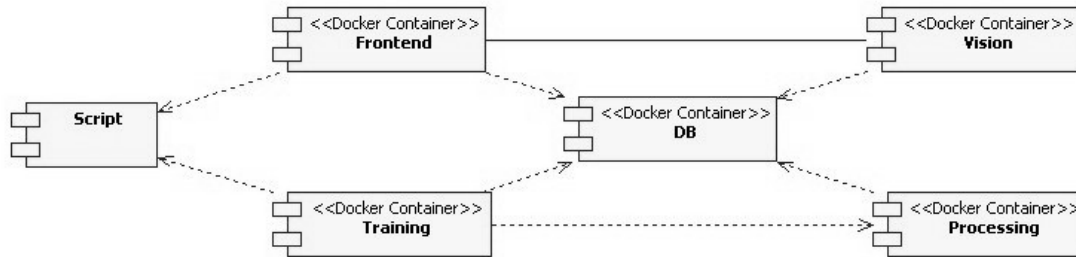 <<Docker Container>>
Frontend
<<Docker Container>>
Vision
Script
<<Docker Container>>
DB
<<Docker Container>>
Training
<<Docker Container>>
Processing